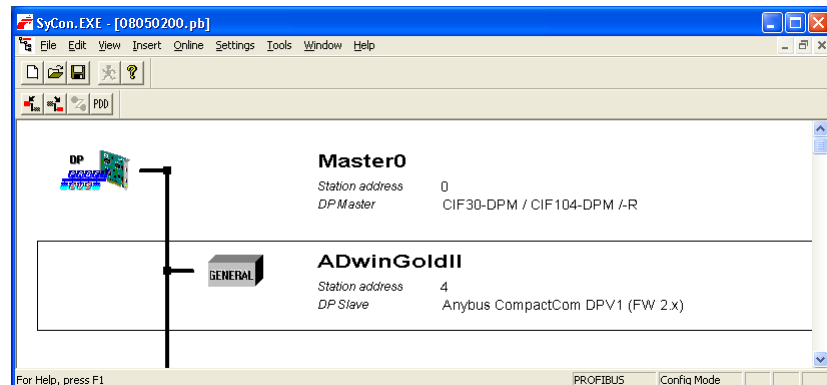 SyCon.EXE - [08050200.pb]
File Edit View Insert Online Settings Tools Window Help
PDD
DP
Master0
Station address 0
DP Master CIF30-DPM / CIF104-DPM /-R
GENERAL
ADwinGoldII
Station address 4
DP Slave Anybus CompactCom DPV1 (FW 2.x)
For Help, press F1 PROFIBUS Config Mode